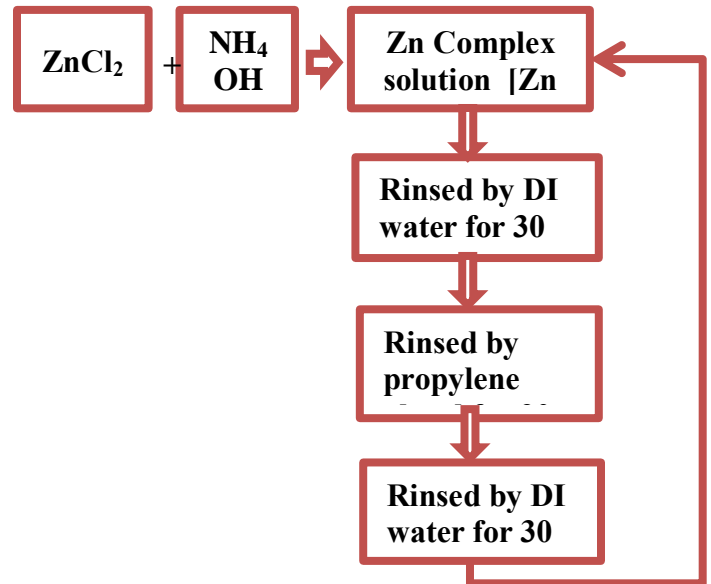 ZnCl₂ + NH₄
OH
Zn Complex
solution [Zn
Rinsed by DI
water for 30
Rinsed by
propylene
Rinsed by DI
water for 30